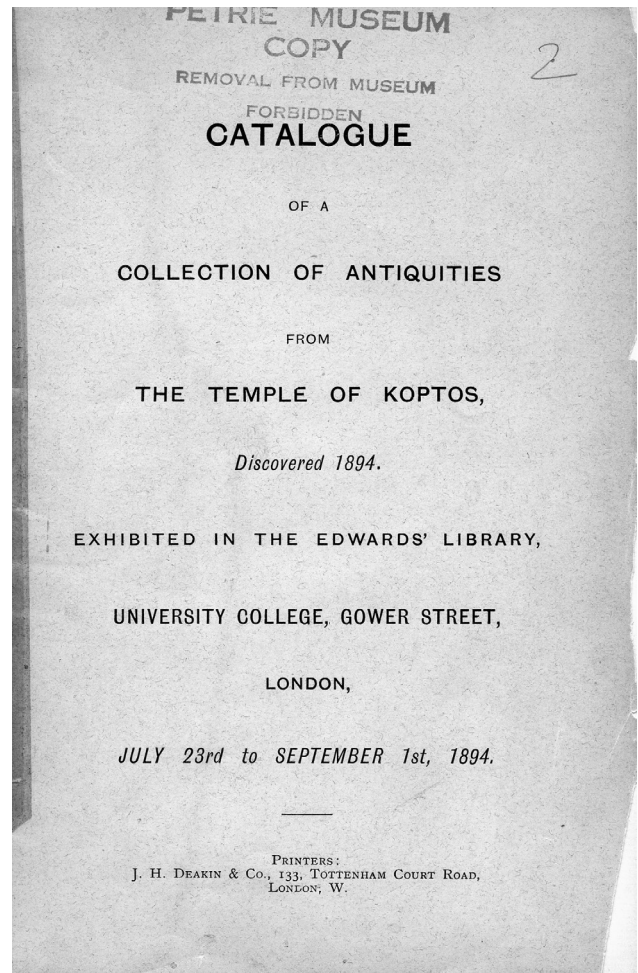 PETRIE MUSEUM
COPY
REMOVAL FROM MUSEUM
FORBIDDEN
2
CATALOGUE
OF A
COLLECTION OF ANTIQUITIES
FROM
THE TEMPLE OF KOPTOS,
Discovered 1894.
EXHIBITED IN THE EDWARDS' LIBRARY,
UNIVERSITY COLLEGE, GOWER STREET,
LONDON,
JULY 23rd to SEPTEMBER 1st, 1894.
PRINTERS:
J. H. DEAKIN & CO., 133, TOTTENHAM COURT ROAD,
LONDON, W.